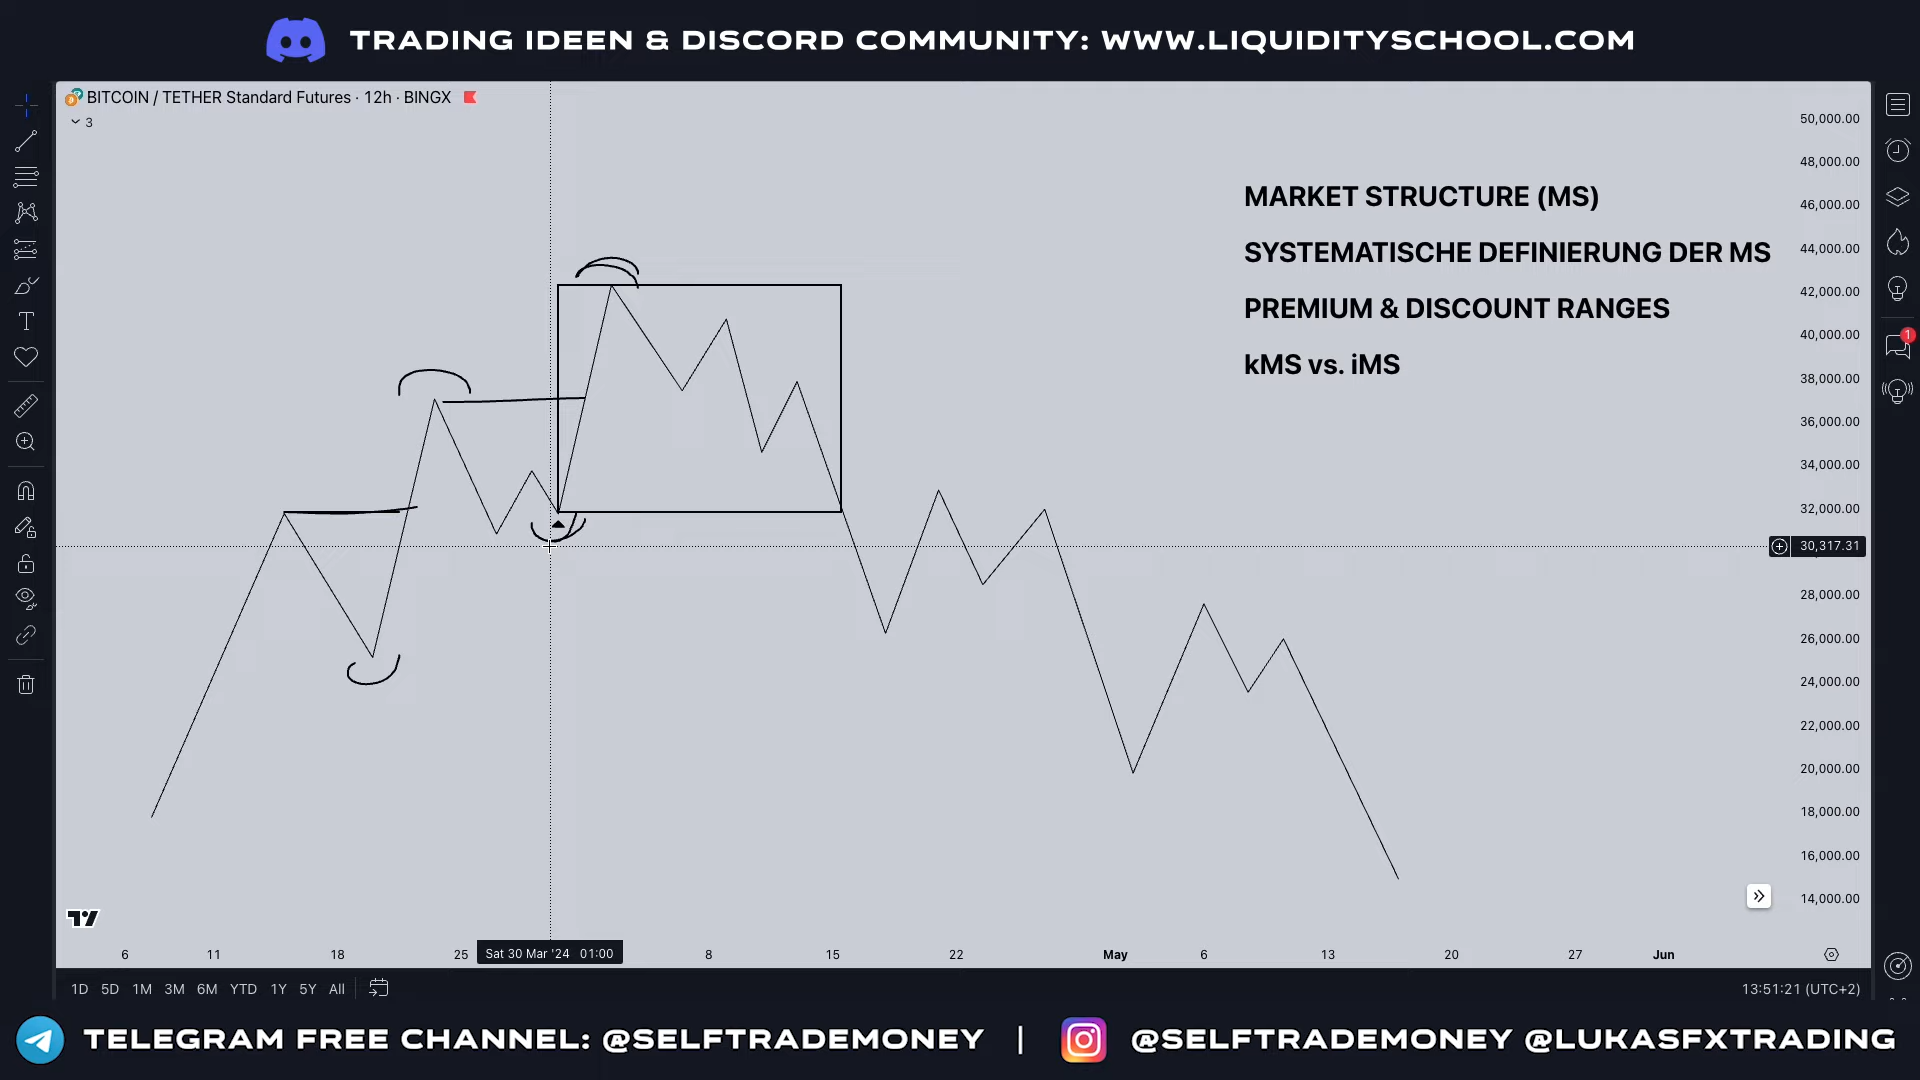 TRADING IDEEN & DISCORD COMMUNITY: WWW.LIQUIDITYSCHOOL.COM
BITCOIN / TETHER Standard Futures · 12h · BINGX
3
MARKET STRUCTURE (MS)
SYSTEMATISCHE DEFINIERUNG DER MS
PREMIUM & DISCOUNT RANGES
kMS vs. iMS
50,000.00
48,000.00
46,000.00
44,000.00
42,000.00
40,000.00
38,000.00
36,000.00
34,000.00
32,000.00
30,317.31
28,000.00
26,000.00
24,000.00
22,000.00
20,000.00
18,000.00
16,000.00
14,000.00
1
6 11 18 25 Sat 30 Mar '24 01:00 8 15 22 May 6 13 20 27 Jun
1D 5D 1M 3M 6M YTD 1Y 5Y All 13:51:21 (UTC+2)
TELEGRAM FREE CHANNEL: @SELFTRADEMONEY | @SELFTRADEMONEY @LUKASFXTRADING